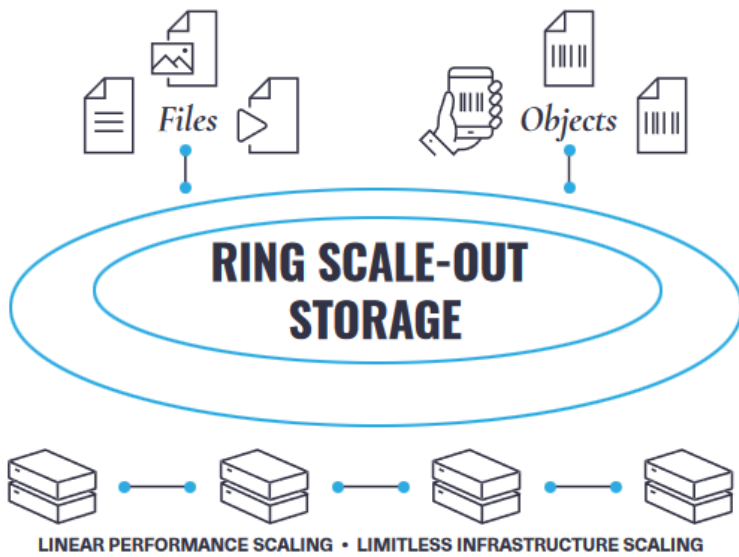 Files
Objects
RING SCALE-OUT
STORAGE
LINEAR PERFORMANCE SCALING • LIMITLESS INFRASTRUCTURE SCALING